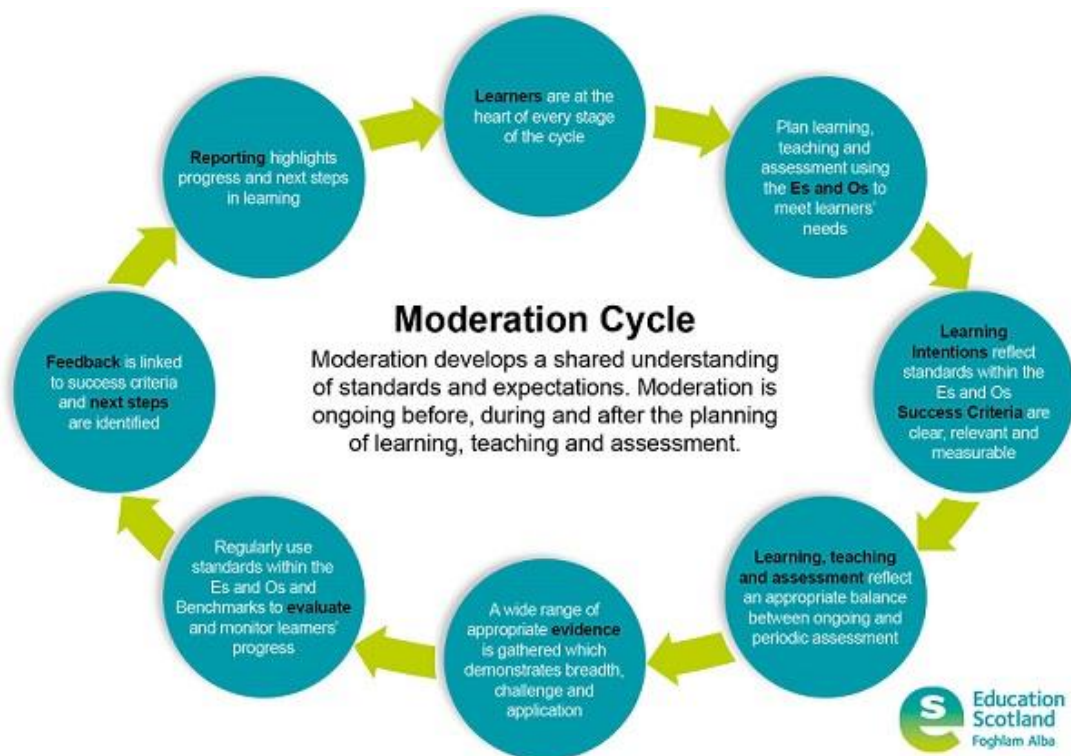 Learners are at the
heart of every stage
of the cycle
Plan learning,
teaching and
assessment using
the Es and Os to
meet learners'
needs
Learning
Intentions reflect
standards within the
Es and Os
Success Criteria are
clear, relevant and
measurable
Learning, teaching
and assessment reflect
an appropriate balance
between ongoing and
periodic assessment
A wide range of
appropriate evidence
is gathered which
demonstrates breadth,
challenge and
application
Regularly use
standards within the
Es and Os and
Benchmarks to evaluate
and monitor learners'
progress
Feedback is linked
to success criteria
and next steps
are identified
Reporting highlights
progress and next steps
in learning
Moderation Cycle
Moderation develops a shared understanding
of standards and expectations. Moderation is
ongoing before, during and after the planning
of learning, teaching and assessment.
Education
Scotland
Foghlam Alba